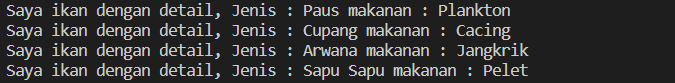 Saya ikan dengan detail, Jenis : Paus makanan : Plankton
Saya ikan dengan detail, Jenis : Cupang makanan : Cacing
Saya ikan dengan detail, Jenis : Arwana makanan : Jangkrik
Saya ikan dengan detail, Jenis : Sapu Sapu makanan : Pelet